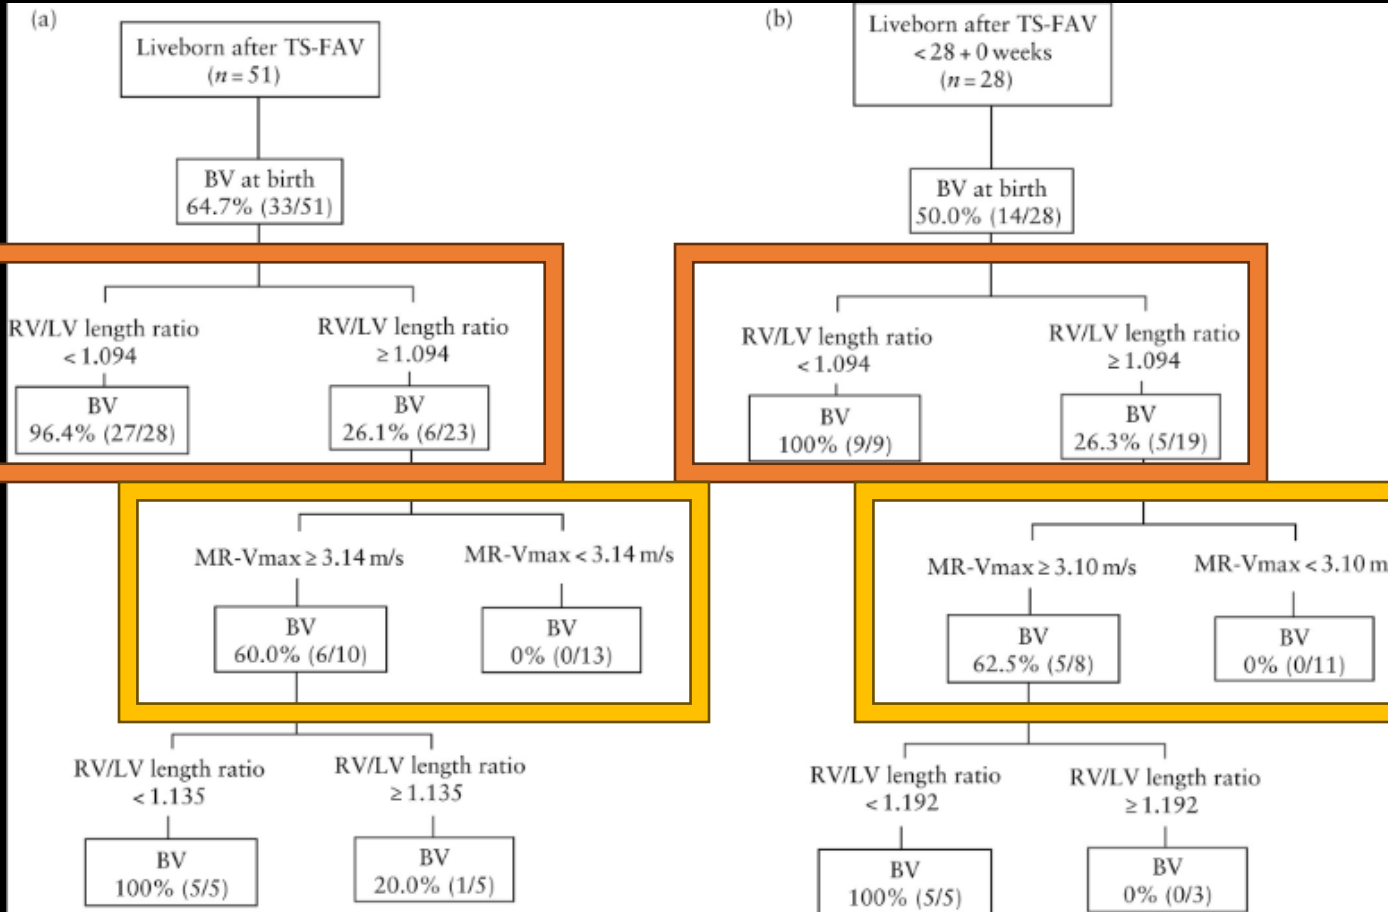 (a)
Liveborn after TS-FAV
(n = 51)
BV at birth
64.7% (33/51)
RV/LV length ratio
< 1.094
BV
96.4% (27/28)
RV/LV length ratio
≥ 1.094
BV
26.1% (6/23)
MR-Vmax ≥ 3.14 m/s
BV
60.0% (6/10)
MR-Vmax < 3.14 m/s
BV
0% (0/13)
RV/LV length ratio
< 1.135
BV
100% (5/5)
RV/LV length ratio
≥ 1.135
BV
20.0% (1/5)
(b)
Liveborn after TS-FAV
< 28 + 0 weeks
(n = 28)
BV at birth
50.0% (14/28)
RV/LV length ratio
< 1.094
BV
100% (9/9)
RV/LV length ratio
≥ 1.094
BV
26.3% (5/19)
MR-Vmax ≥ 3.10 m/s
BV
62.5% (5/8)
MR-Vmax < 3.10 m
BV
0% (0/11)
RV/LV length ratio
< 1.192
BV
100% (5/5)
RV/LV length ratio
≥ 1.192
BV
0% (0/3)